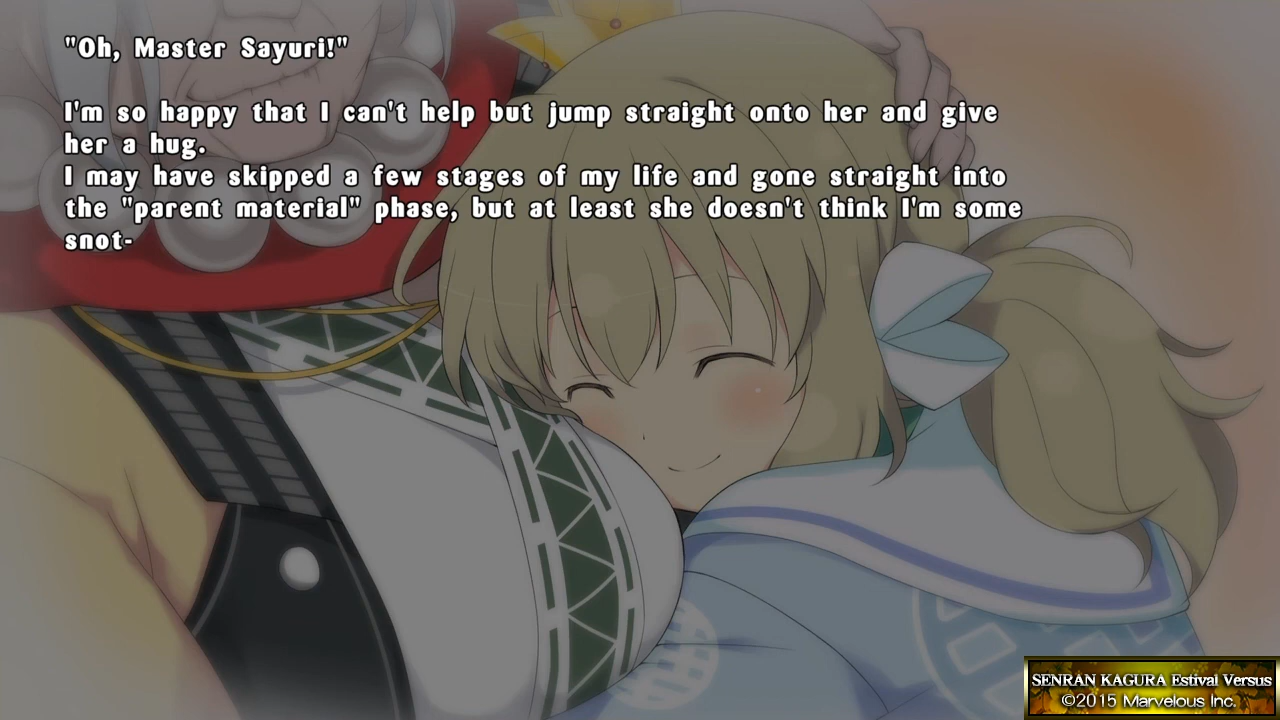 "Oh, Master Sayuri!"
I'm so happy that I can't help but jump straight onto her and give
her a hug.
I may have skipped a few stages of my life and gone straight into
the "parent material" phase, but at least she doesn't think I'm some
snot-
SENRAN KAGURA Estival Versus
©2015 Marvelous Inc.